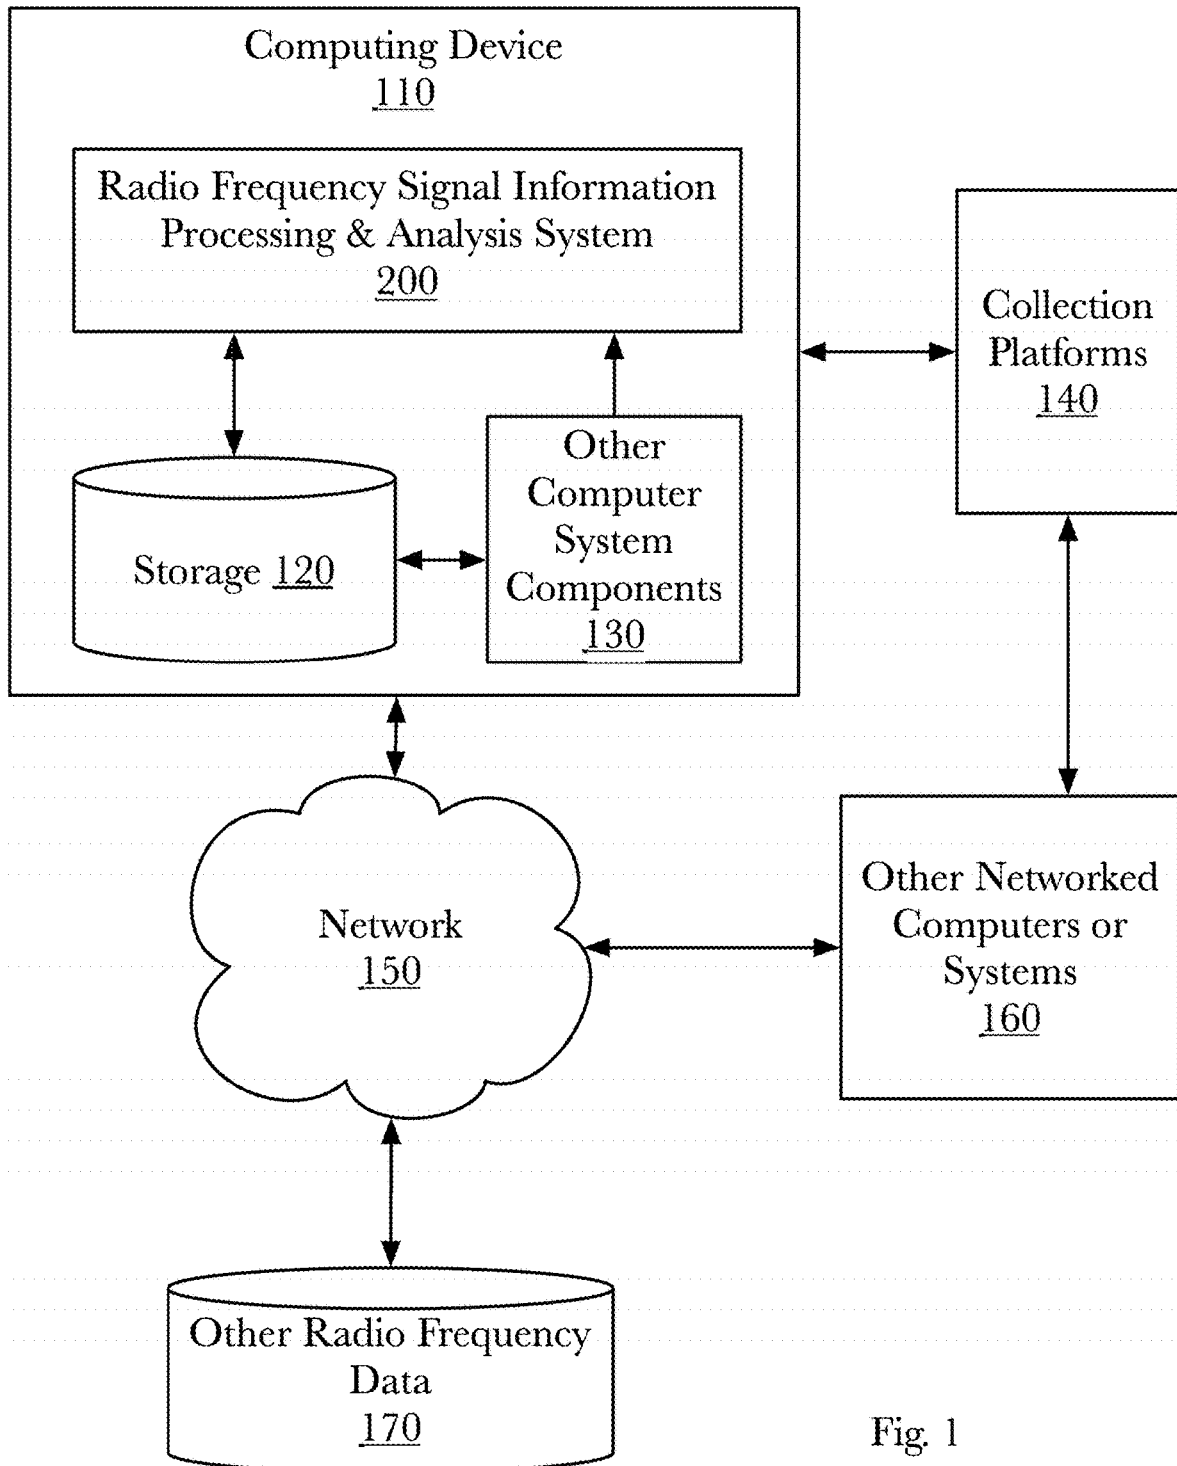 Computing Device
110
Radio Frequency Signal Information
Processing & Analysis System
200
Collection
Platforms
140
Other
Computer
System
Components
130
Storage 120
Network
150
Other Networked
Computers or
Systems
160
Other Radio Frequency
Data
170
Fig. 1